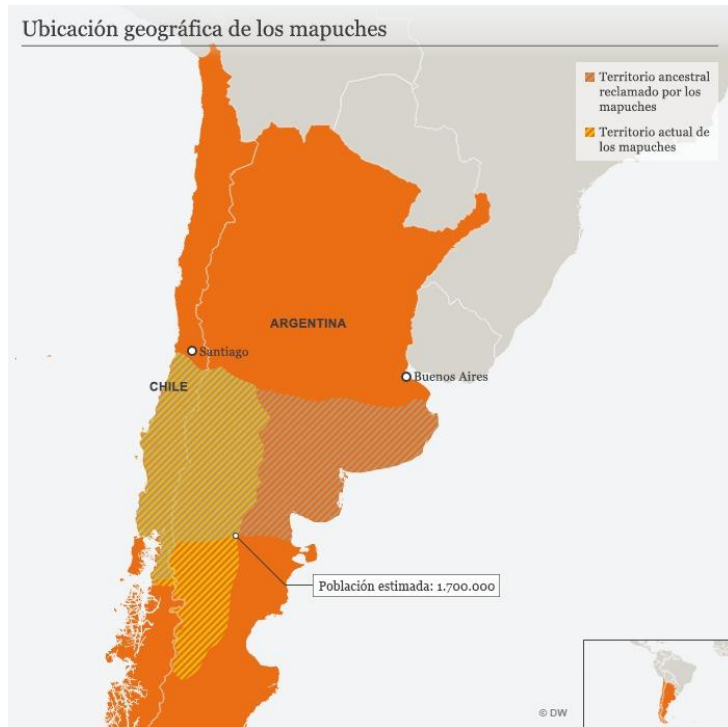 Ubicación geográfica de los mapuches
Territorio ancestral
reclamado por los
mapuches
Territorio actual de
los mapuches
ARGENTINA
Santiago
Buenos Aires
CHILE
Población estimada: 1.700.000
© DW